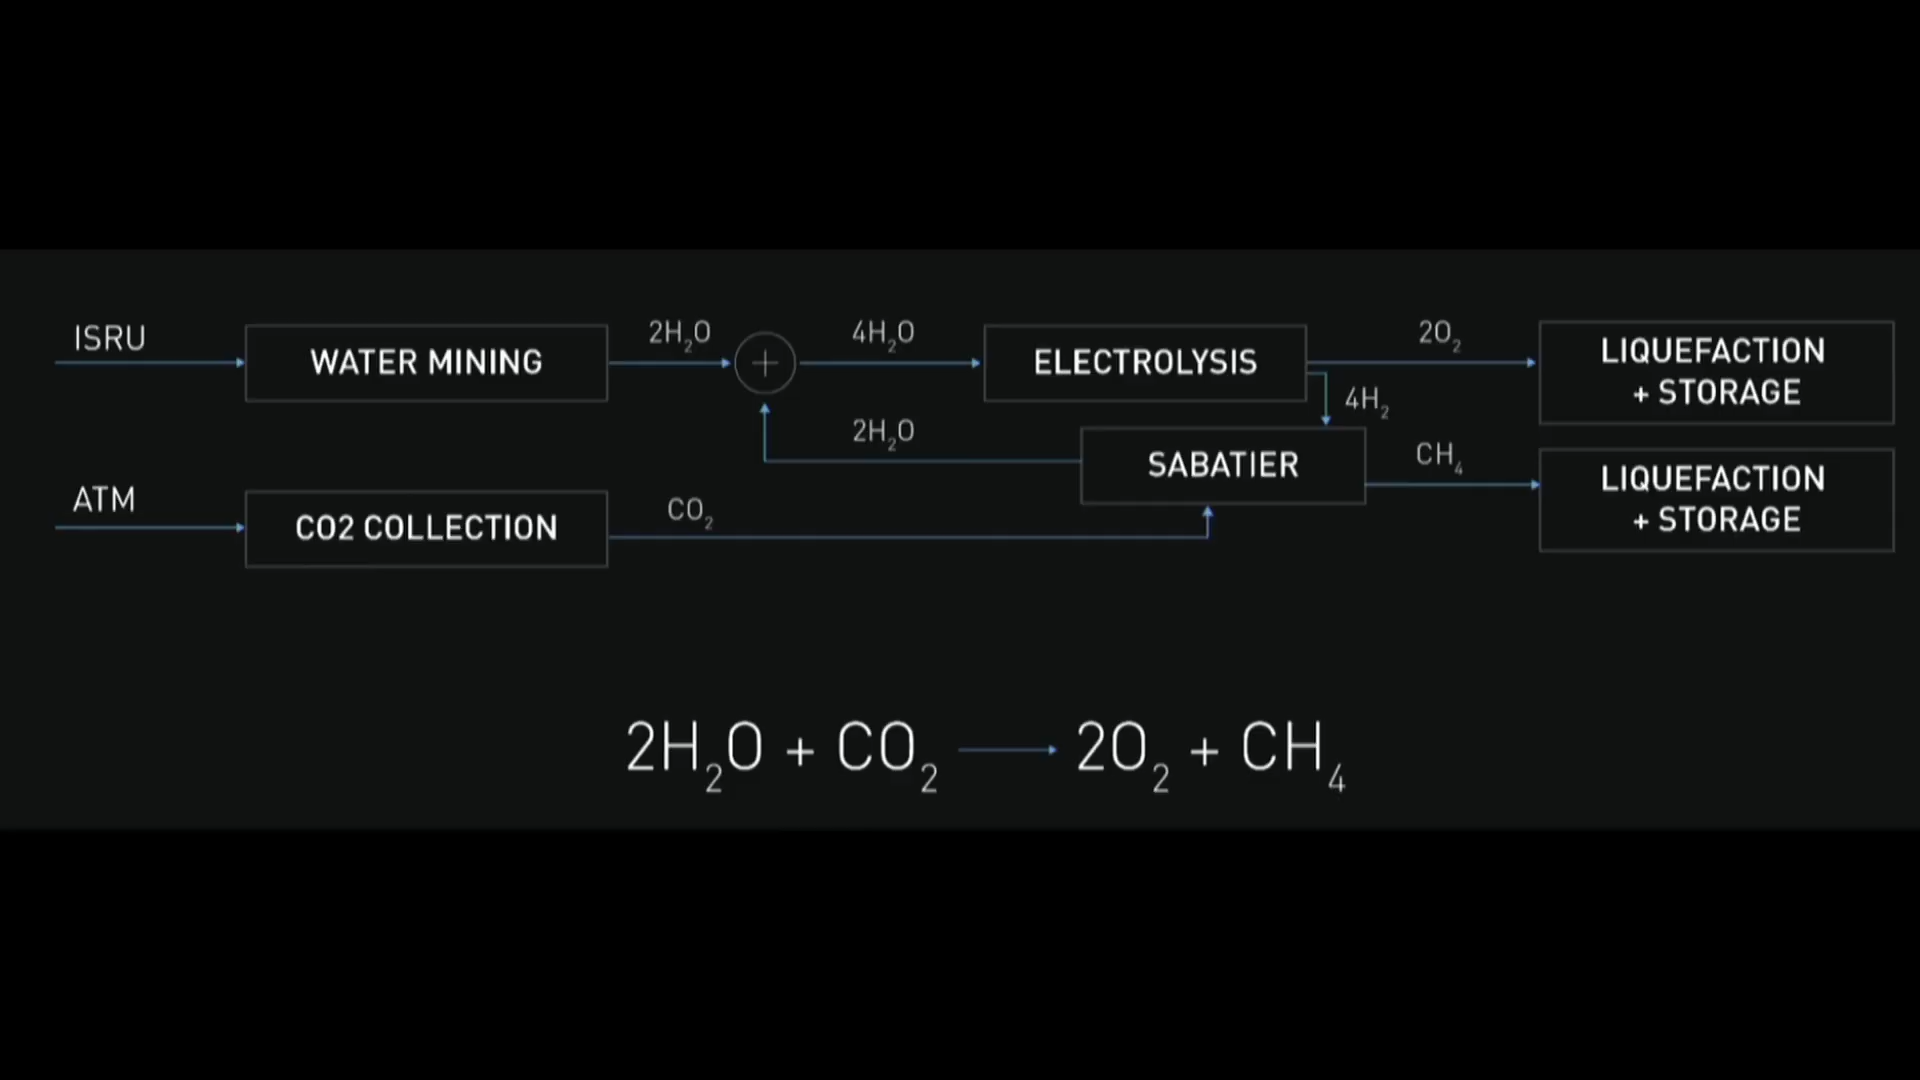 ISRU
WATER MINING
2H₂O
+
4H₂O
ELECTROLYSIS
2O₂
LIQUEFACTION
+ STORAGE
4H₂
2H₂O
SABATIER
CH₄
LIQUEFACTION
+ STORAGE
ATM
CO2 COLLECTION
CO₂
2H₂O + CO₂ → 2O₂ + CH₄